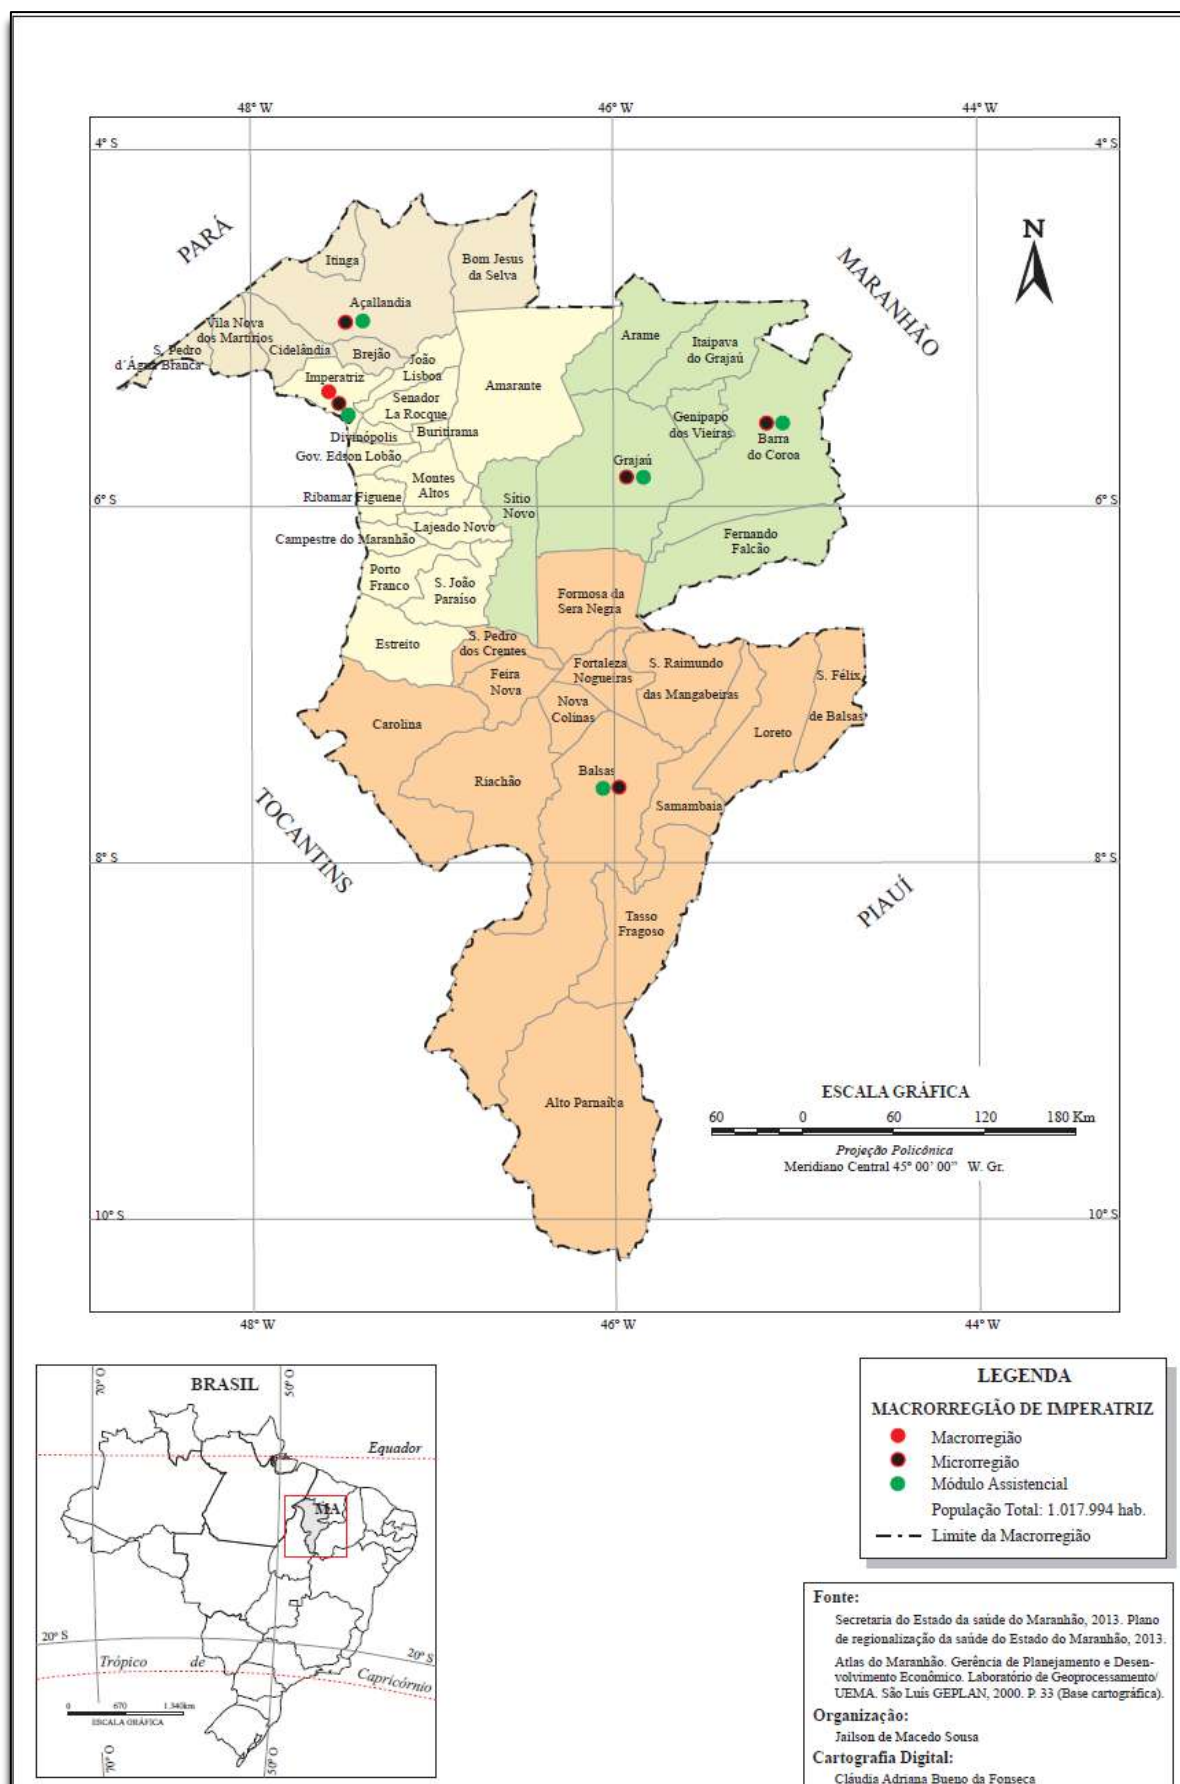 48° W
46° W
44° W
4° S
4° S
PARÁ
N
MARANHÃO
Itinga
Bom Jesus
da Selva
Açallandia
Vila Nova
dos Martírios
S. Pedro
d´Água Branca
Cidelândia
Brejão
João
Lisboa
Arame
Itaipava
do Grajaú
Imperatriz
Amarante
Senador
La Rocque
Buritirama
Divinópolis
Gov. Edson Lobão
Genipapo
dos Vieiras
Barra
do Coroa
Grajaú
Montes
Altos
Ribamar Figuene
Sítio
Novo
6° S
6° S
Lajeado Novo
Campestre do Maranhão
Fernando
Falcão
Porto
Franco
S. João
Paraíso
Formosa da
Sera Negra
Estreito
S. Pedro
dos Crentes
Feira
Nova
Fortaleza
Nogueiras
S. Raimundo
das Mangabeiras
S. Félix
de Balsas
Nova
Colinas
Carolina
Loreto
Riachão
Balsas
Samambaia
TOCANTINS
8° S
8° S
PIAUÍ
Tasso
Fragoso
Alto Parnaíba
ESCALA GRÁFICA
60 0 60 120 180 Km
Projeção Policônica
Meridiano Central 45° 00' 00” W. Gr.
10° S
10° S
48° W
46° W
44° W
BRASIL
70° O
50° O
Equador
MA
20° S
20° S
Trópico de Capricórnio
0 670 1.340km
ESCALA GRÁFICA
70° O
50° O
LEGENDA
MACRORREGIÃO DE IMPERATRIZ
Macrorregião
Microrregião
Módulo Assistencial
População Total: 1.017.994 hab.
Limite da Macrorregião
Fonte:
Secretaria do Estado da saúde do Maranhão, 2013. Plano
de regionalização da saúde do Estado do Maranhão, 2013.
Atlas do Maranhão. Gerência de Planejamento e Desen-
volvimento Econômico. Laboratório de Geoprocessamento/
UEMA. São Luís GEPLAN, 2000. P. 33 (Base cartográfica).
Organização:
Jailson de Macedo Sousa
Cartografia Digital:
Cláudia Adriana Bueno da Fonseca